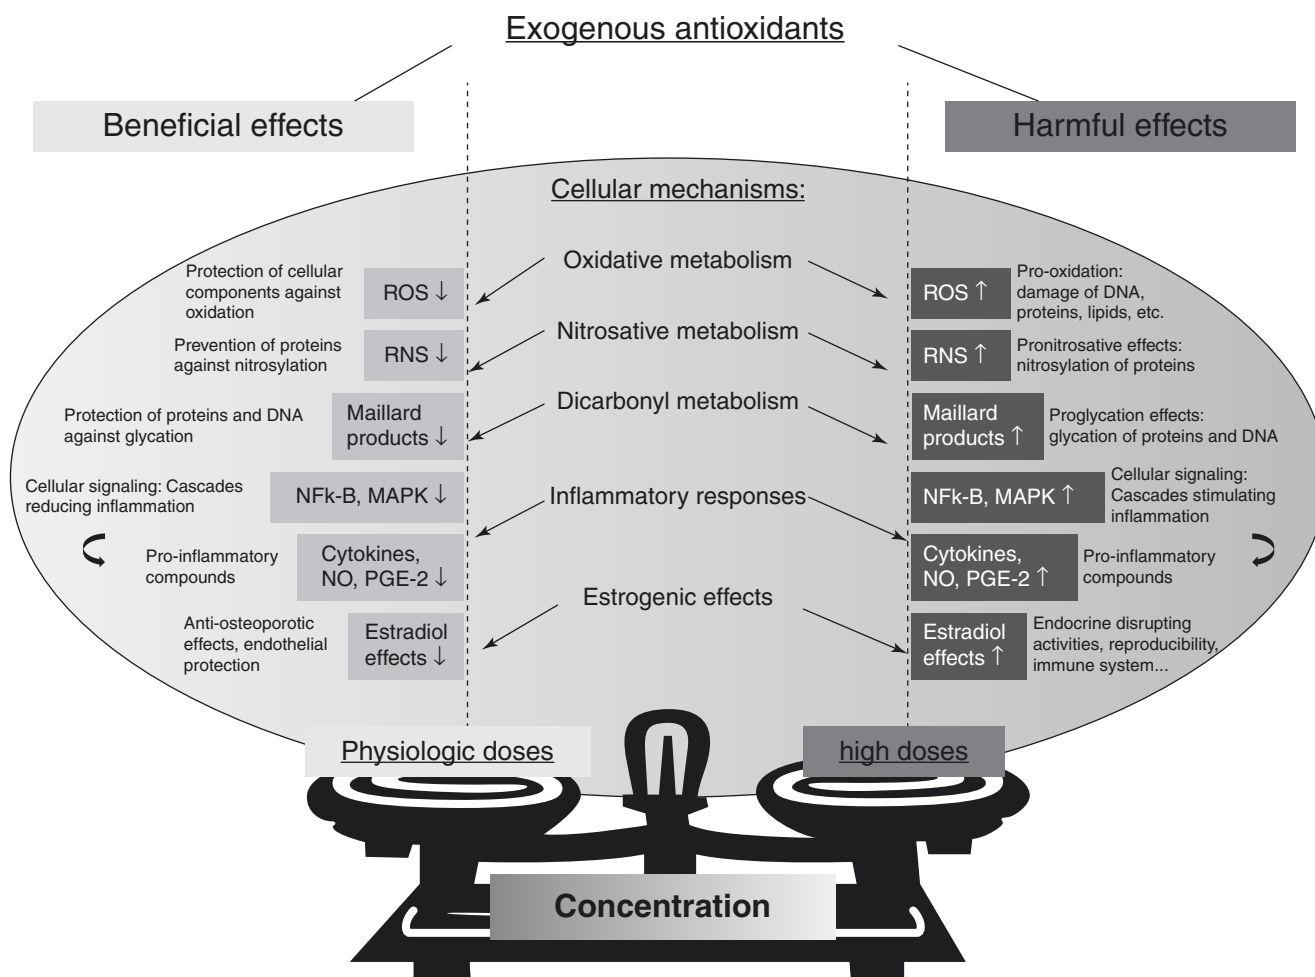 Exogenous antioxidants
Beneficial effects
Harmful effects
Cellular mechanisms:
Oxidative metabolism
Nitrosative metabolism
Dicarbonyl metabolism
Inflammatory responses
Estrogenic effects
Protection of cellular
components against
oxidation
ROS ↓
Prevention of proteins
against nitrosylation
RNS ↓
Protection of proteins and DNA
against glycation
Maillard
products ↓
Cellular signaling: Cascades
reducing inflammation
NFk-B, MAPK ↓
Pro-inflammatory
compounds
Cytokines,
NO, PGE-2 ↓
Anti-osteoporotic
effects, endothelial
protection
Estradiol
effects ↓
ROS ↑
Pro-oxidation:
damage of DNA,
proteins, lipids, etc.
RNS ↑
Pronitrosative effects:
nitrosylation of proteins
Maillard
products ↑
Proglycation effects:
glycation of proteins and DNA
NFk-B, MAPK ↑
Cellular signaling:
Cascades stimulating
inflammation
Cytokines,
NO, PGE-2 ↑
Pro-inflammatory
compounds
Estradiol
effects ↑
Endocrine disrupting
activities, reproducibility,
immune system...
Physiologic doses
high doses
Concentration